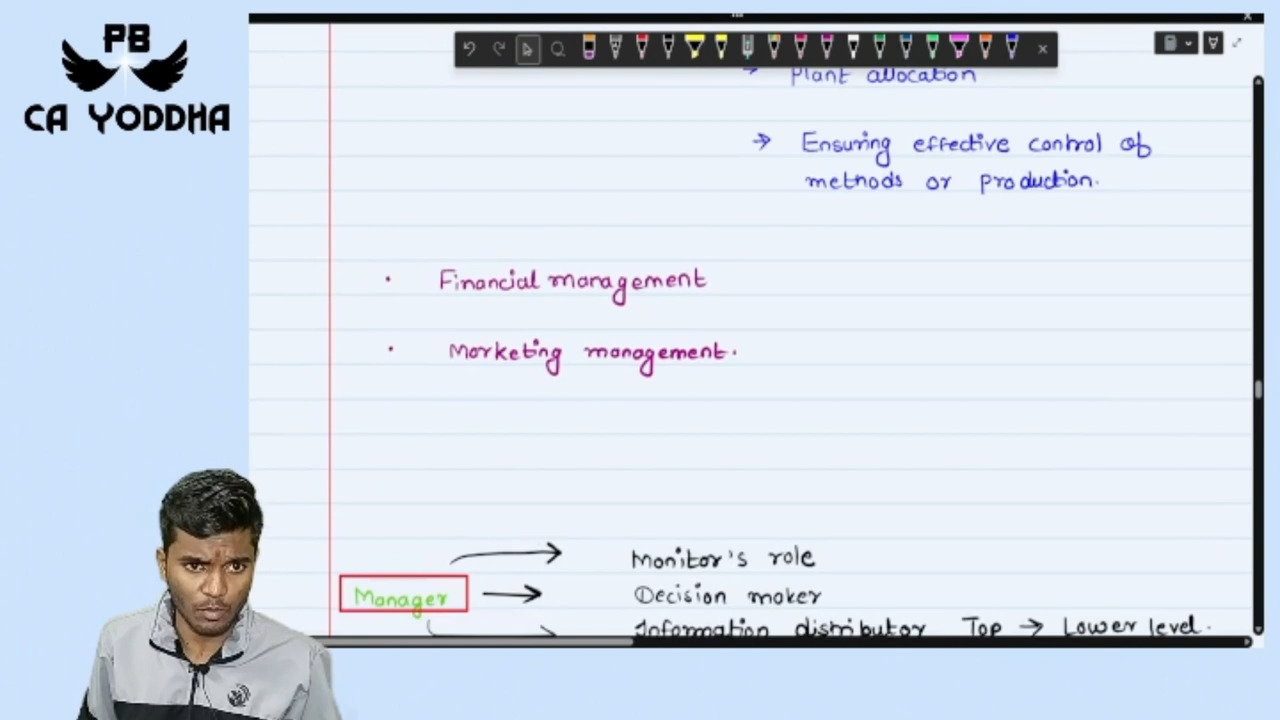 PB
CA YODDHA
→ Plant allocation
→ Ensuring effective control of
methods or production.
· Financial management
· Marketing management.
Monitor's role
Manager → Decision maker
Information distributor Top → Lower level.